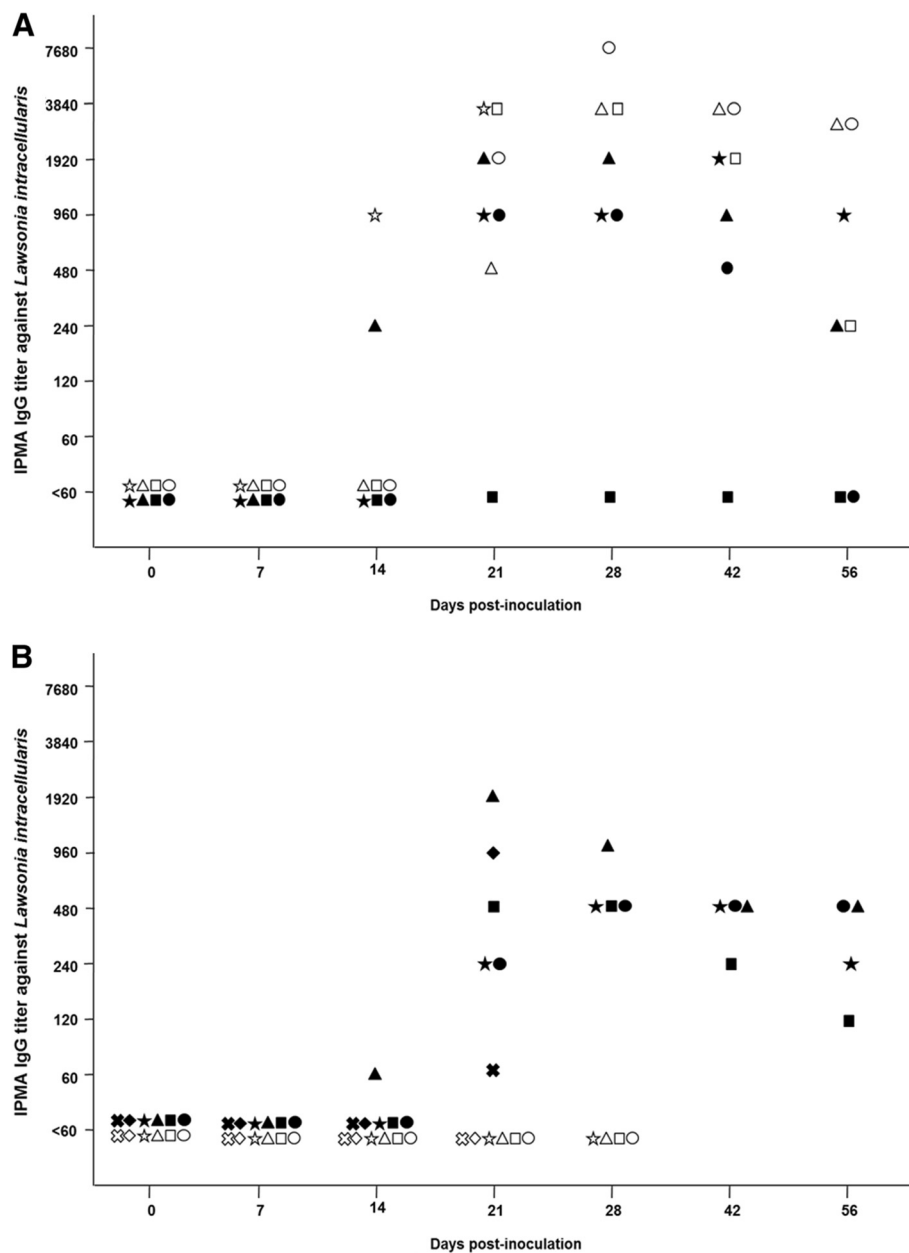 A
IPMA IgG titer against Lawsonia intracellularis
7680
3840
1920
960
480
240
120
60
<60
0 7 14 21 28 42 56
Days post-inoculation
B
IPMA IgG titer against Lawsonia intracellularis
7680
3840
1920
960
480
240
120
60
<60
0 7 14 21 28 42 56
Days post-inoculation